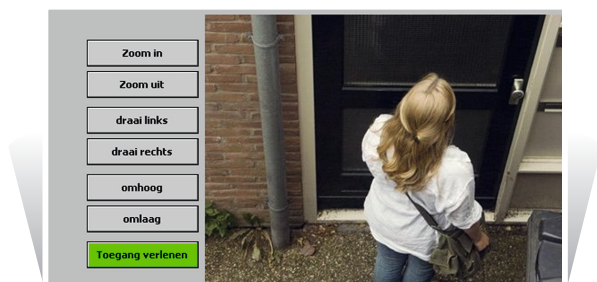 Zoom in
Zoom uit
draai links
draai rechts
omhoog
omlaag
Toegang verlenen